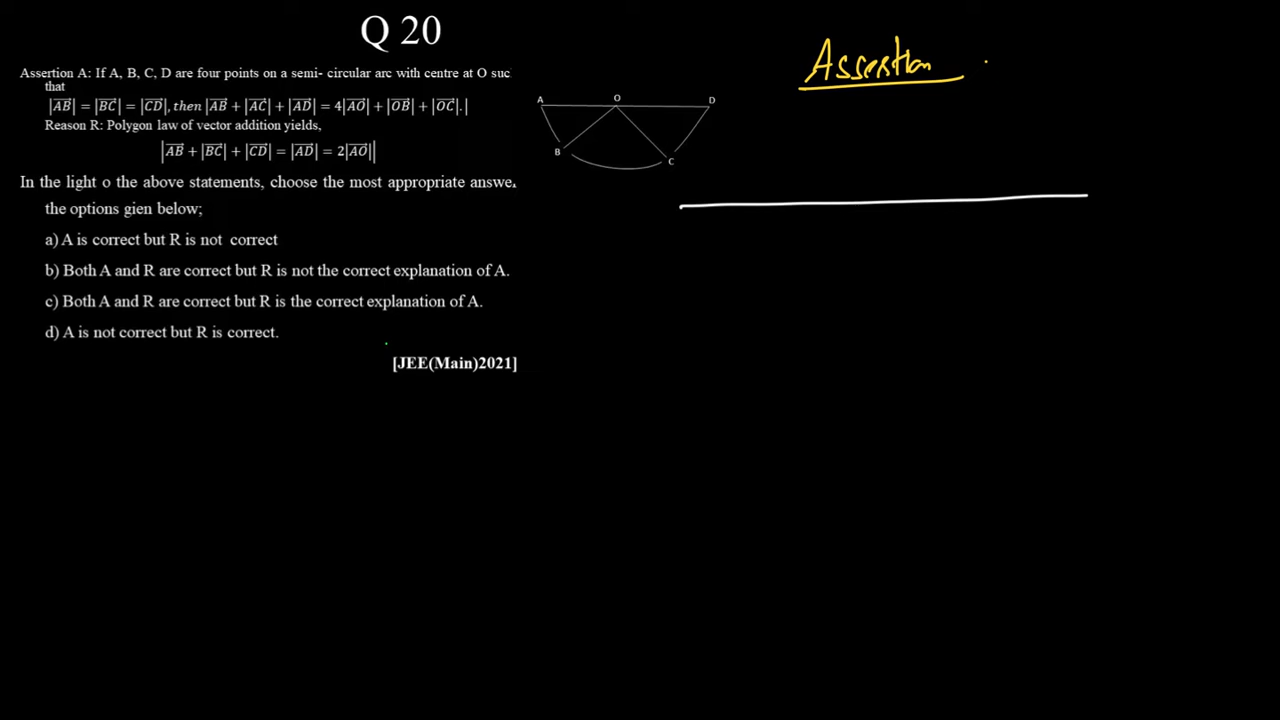 Q 20
Assertion A: If A, B, C, D are four points on a semi- circular arc with centre at O suc
that
|AB⃗| = |BC⃗| = |CD⃗|, then |AB⃗ + |AC⃗| + |AD⃗ = 4|AO⃗| + |OB⃗| + |OC⃗.|
Reason R: Polygon law of vector addition yields,
|AB⃗ + |BC⃗| + |CD⃗ = |AD⃗| = 2|AO⃗||
In the light o the above statements, choose the most appropriate answe
the options gien below;
a) A is correct but R is not correct
b) Both A and R are correct but R is not the correct explanation of A.
c) Both A and R are correct but R is the correct explanation of A.
d) A is not correct but R is correct.
[JEE(Main)2021]
A O D
B C
Assertion